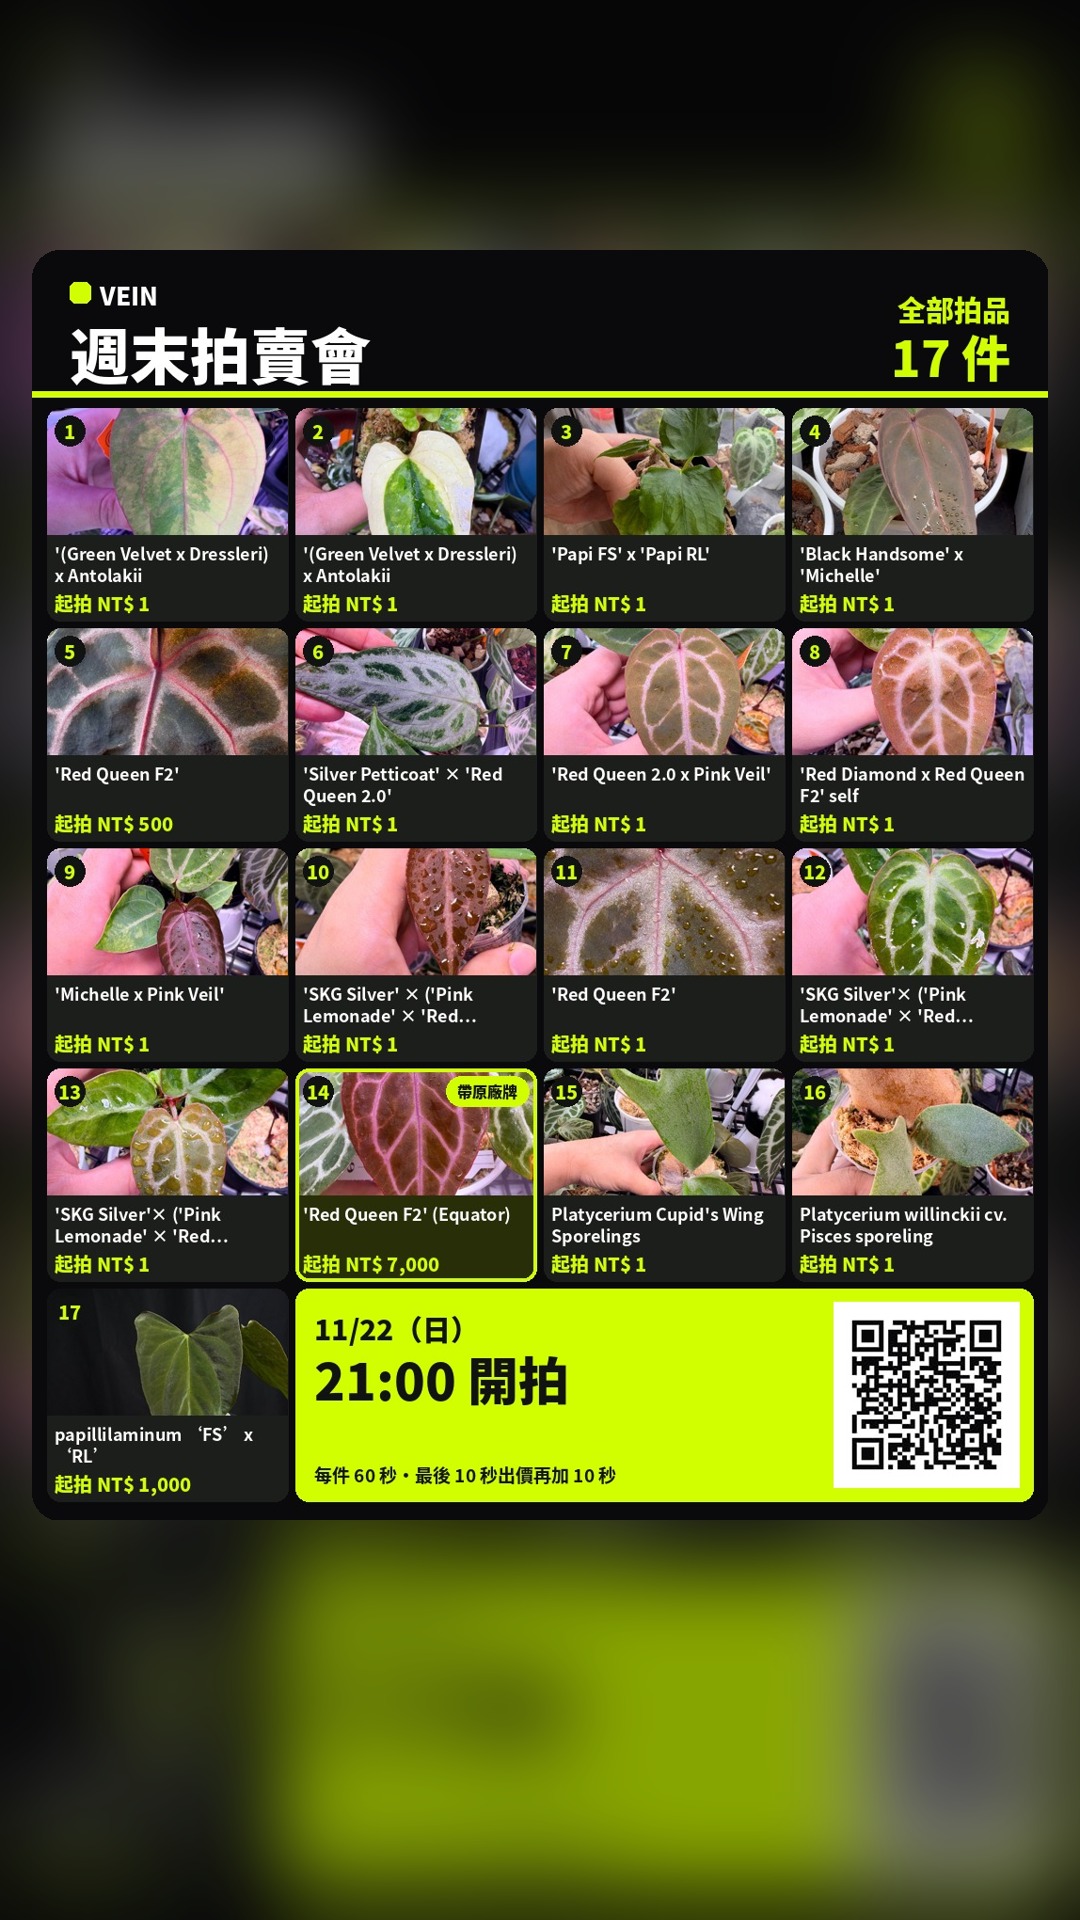 VEIN
週末拍賣會
全部拍品
17 件
1
'(Green Velvet x Dressleri)
x Antolakii
起拍 NT$ 1
2
'(Green Velvet x Dressleri)
x Antolakii
起拍 NT$ 1
3
'Papi FS' x 'Papi RL'
起拍 NT$ 1
4
'Black Handsome' x
'Michelle'
起拍 NT$ 1
5
'Red Queen F2'
起拍 NT$ 500
6
'Silver Petticoat' × 'Red
Queen 2.0'
起拍 NT$ 1
7
'Red Queen 2.0 x Pink Veil'
起拍 NT$ 1
8
'Red Diamond x Red Queen
F2' self
起拍 NT$ 1
9
'Michelle x Pink Veil'
起拍 NT$ 1
10
'SKG Silver' × ('Pink
Lemonade' × 'Red…
起拍 NT$ 1
11
'Red Queen F2'
起拍 NT$ 1
12
'SKG Silver'× ('Pink
Lemonade' × 'Red…
起拍 NT$ 1
13
'SKG Silver'× ('Pink
Lemonade' × 'Red…
起拍 NT$ 1
14
帶原廠牌
'Red Queen F2' (Equator)
起拍 NT$ 7,000
15
Platycerium Cupid's Wing
Sporelings
起拍 NT$ 1
16
Platycerium willinckii cv.
Pisces sporeling
起拍 NT$ 1
17
papillilaminum ‘FS’ x
‘RL’
起拍 NT$ 1,000
11/22（日）
21:00 開拍
每件 60 秒・最後 10 秒出價再加 10 秒